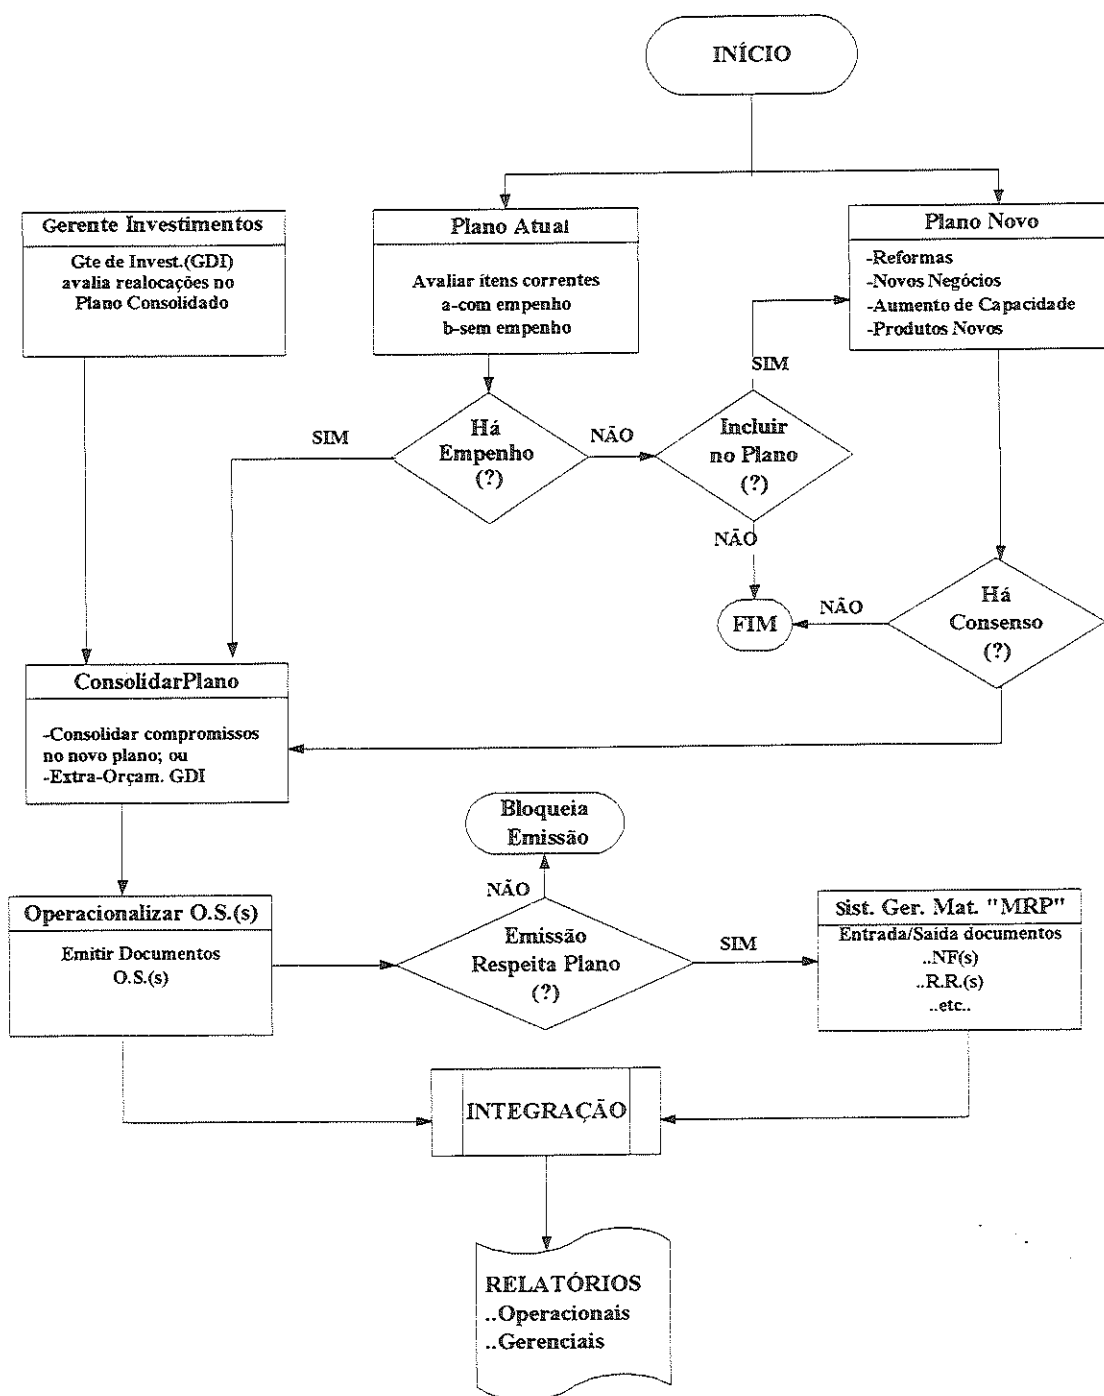 INÍCIO
Gerente Investimentos
Gte de Invest.(GDI)
avalia realocações no
Plano Consolidado
Plano Atual
Avaliar itens correntes
a-com empenho
b-sem empenho
Plano Novo
-Reformas
-Novos Negócios
-Aumento de Capacidade
-Produtos Novos
SIM
Há
Empenho
(?)
NÃO
SIM
Incluir
no Plano
(?)
NÃO
FIM
NÃO
Há
Consenso
(?)
ConsolidarPlano
-Consolidar compromissos
no novo plano; ou
-Extra-Orçam. GDI
Bloqueia
Emissão
NÃO
Operacionalizar O.S.(s)
Emitir Documentos
O.S.(s)
Emissão
Respeita Plano
(?)
SIM
Sist. Ger. Mat. "MRP"
Entrada/Saída documentos
..NF(s)
..R.R.(s)
..etc..
INTEGRAÇÃO
RELATÓRIOS
..Operacionais
..Gerenciais